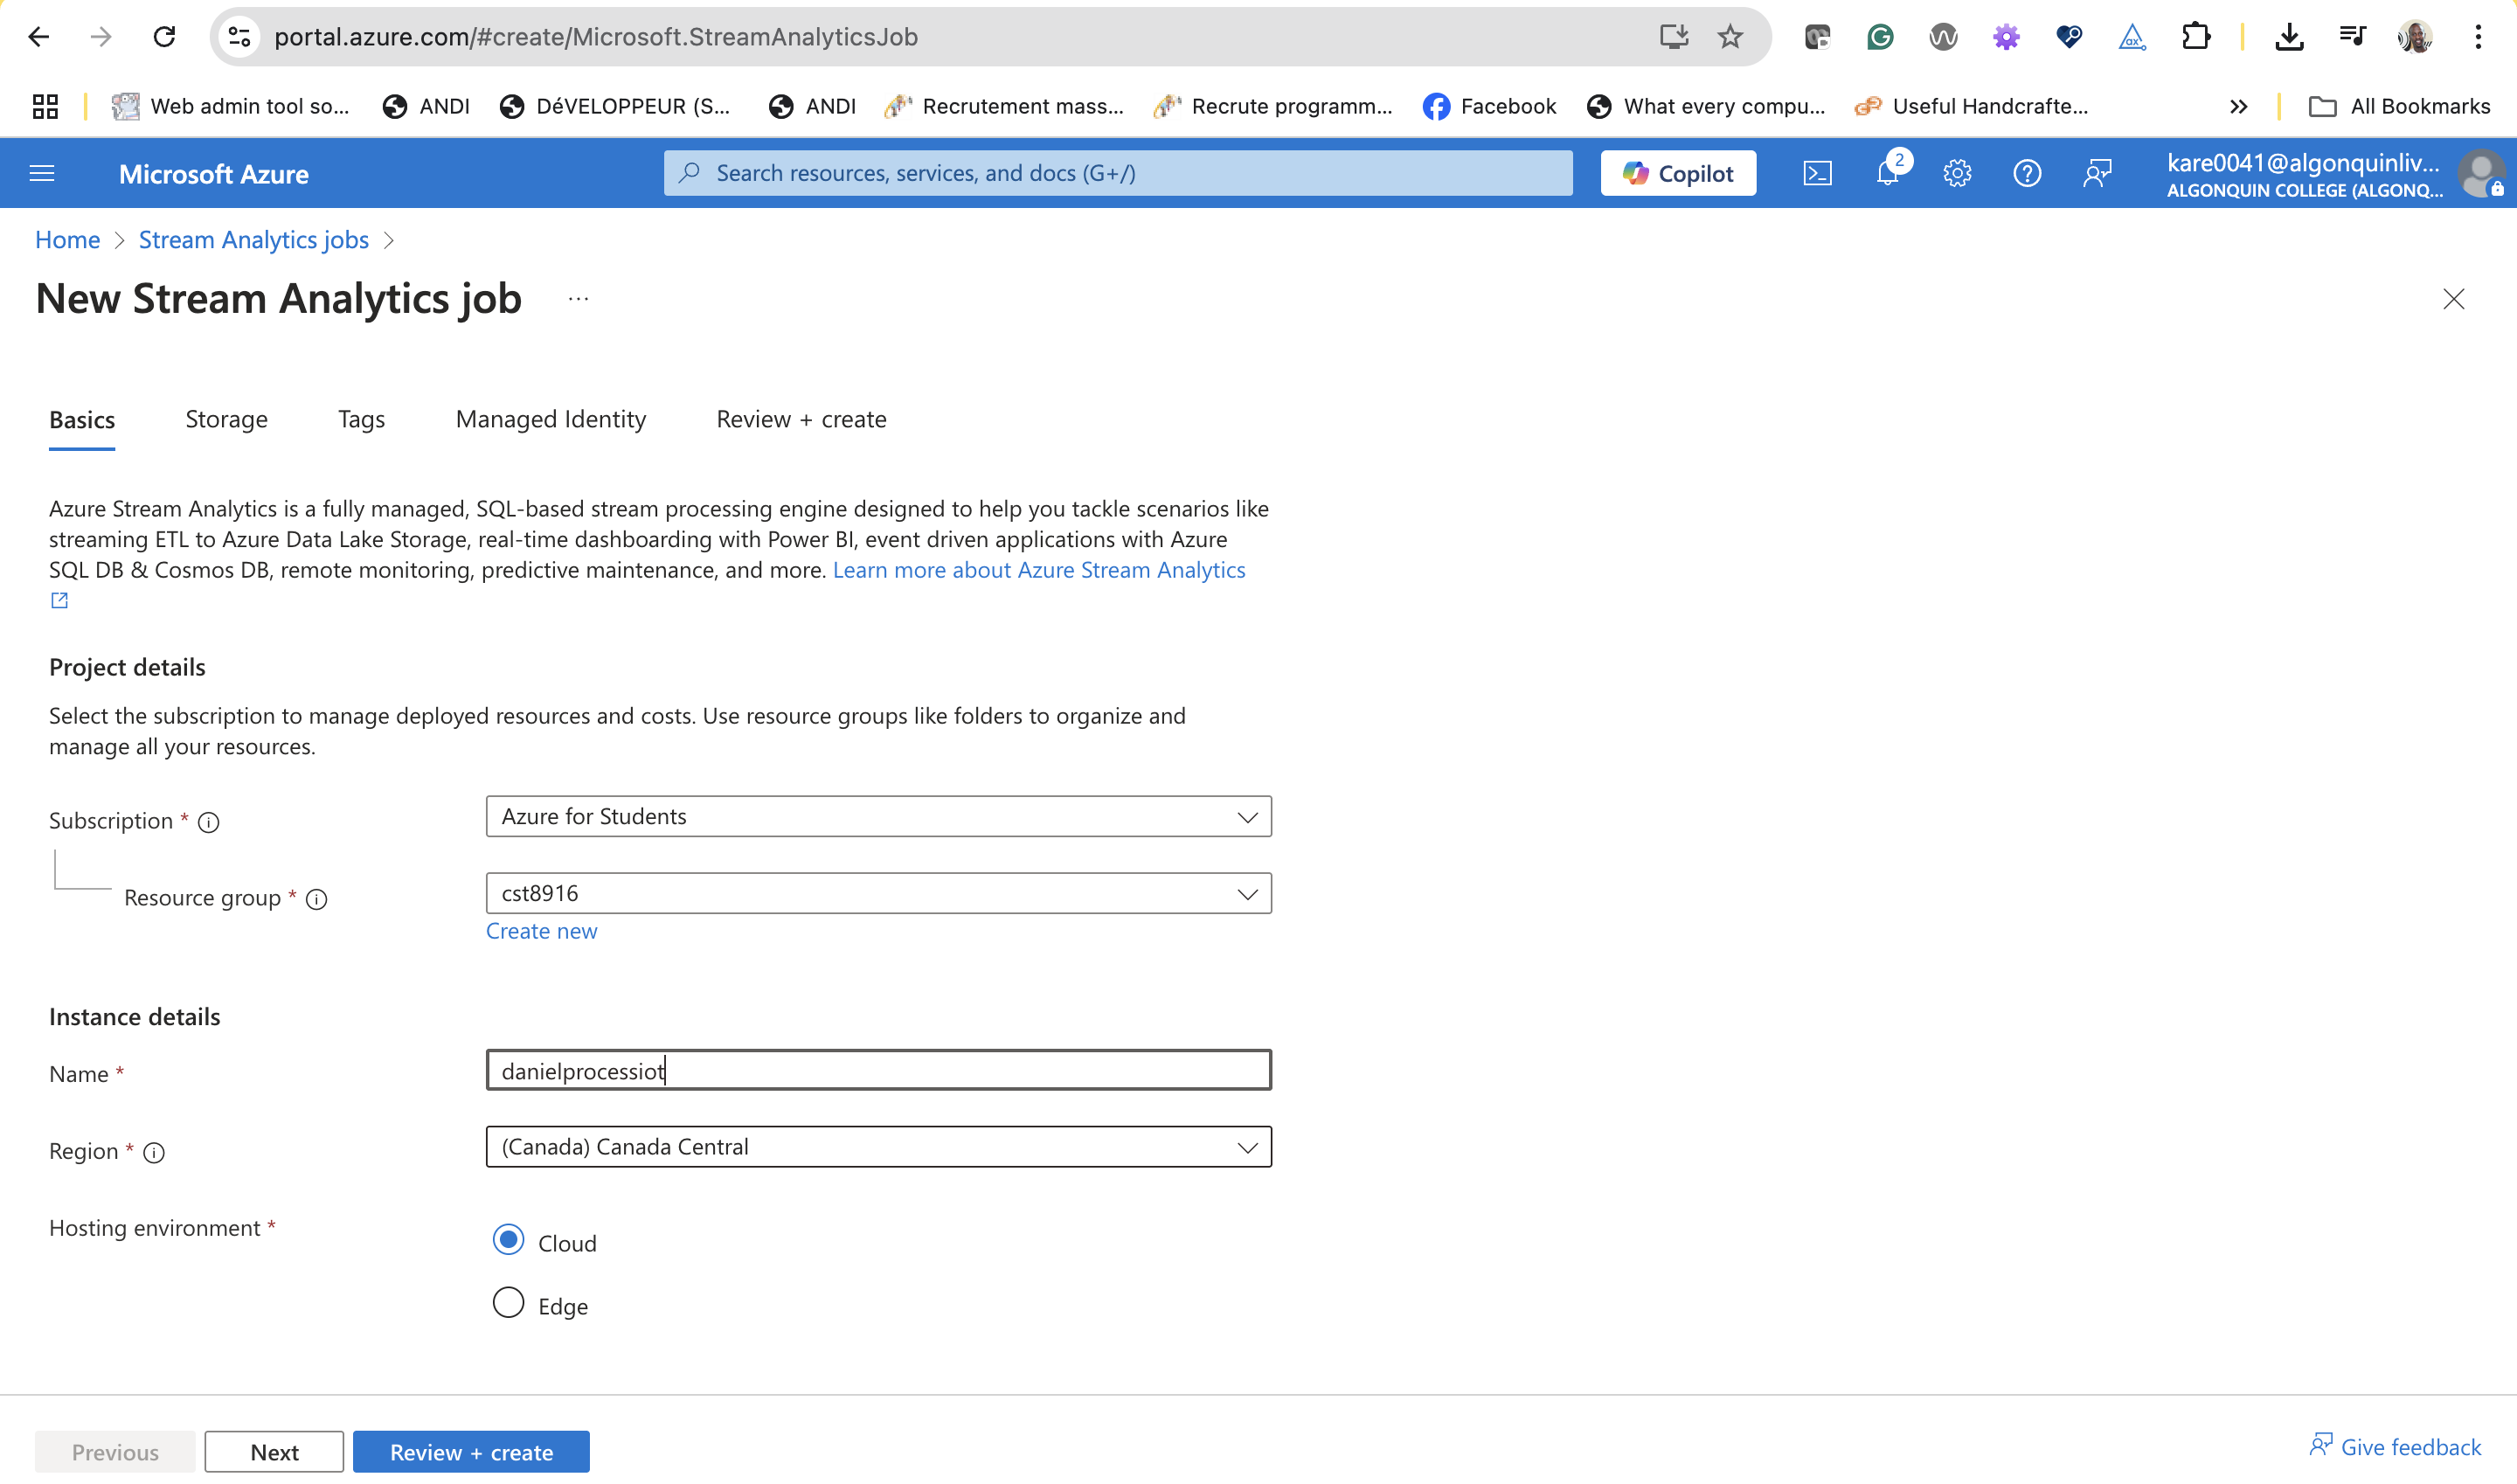 portal.azure.com/#create/Microsoft.StreamAnalyticsJob
Web admin tool so... ANDI DéVELOPPEUR (S... ANDI Recrutement mass... Recrute programm... Facebook What every compu... Useful Handcrafte... » All Bookmarks
Microsoft Azure
Search resources, services, and docs (G+/)
Copilot
2
kare0041@algonquinliv...
ALGONQUIN COLLEGE (ALGONQ...
Home > Stream Analytics jobs >
New Stream Analytics job ...
Basics Storage Tags Managed Identity Review + create
Azure Stream Analytics is a fully managed, SQL-based stream processing engine designed to help you tackle scenarios like
streaming ETL to Azure Data Lake Storage, real-time dashboarding with Power BI, event driven applications with Azure
SQL DB & Cosmos DB, remote monitoring, predictive maintenance, and more. Learn more about Azure Stream Analytics
Project details
Select the subscription to manage deployed resources and costs. Use resource groups like folders to organize and
manage all your resources.
Subscription * Azure for Students
Resource group * cst8916
Create new
Instance details
Name * danielprocessiot
Region * (Canada) Canada Central
Hosting environment *
Cloud
Edge
Previous Next Review + create Give feedback